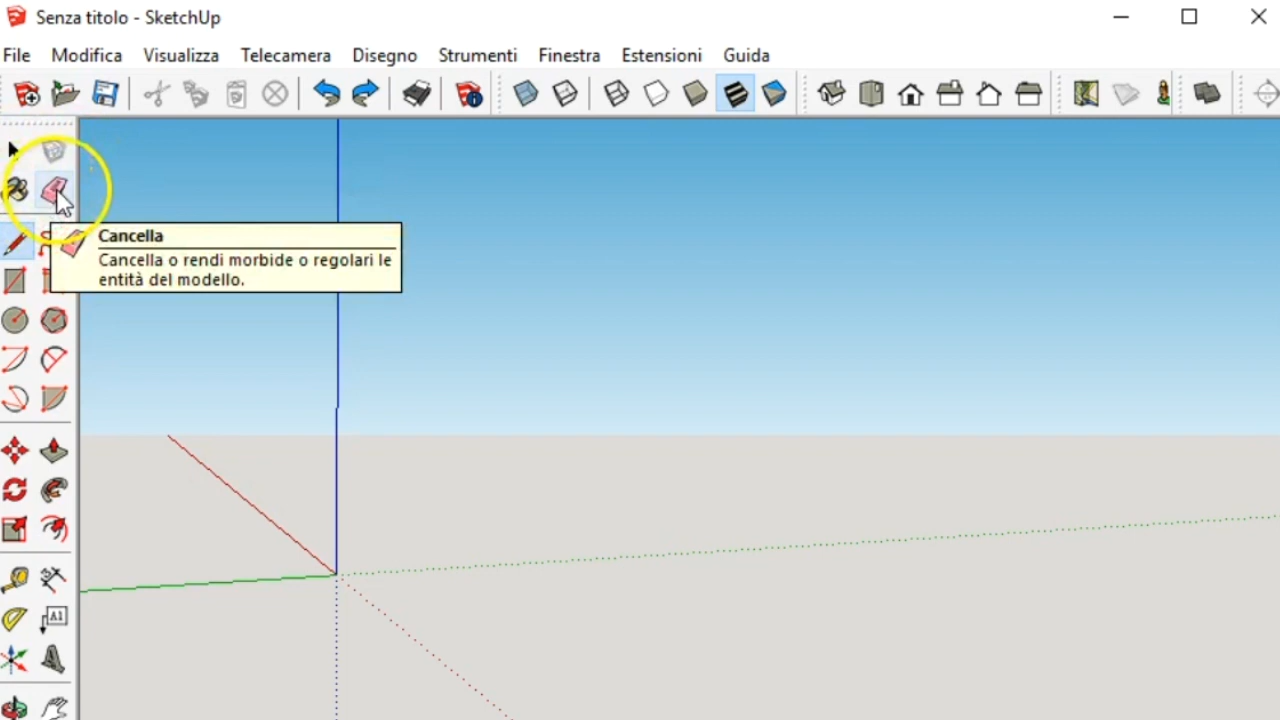 Senza titolo - SketchUp
File Modifica Visualizza Telecamera Disegno Strumenti Finestra Estensioni Guida
Cancella
Cancella o rendi morbide o regolari le
entità del modello.
A1